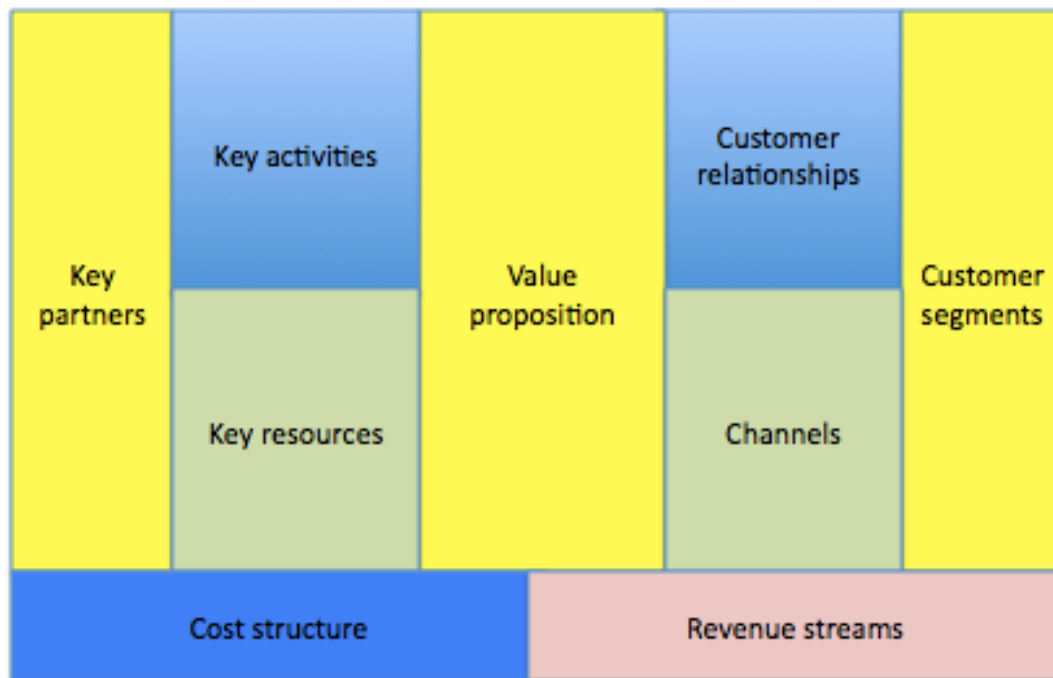 Key
partners
Key activities
Key resources
Value
proposition
Customer
relationships
Channels
Customer
segments
Cost structure
Revenue streams